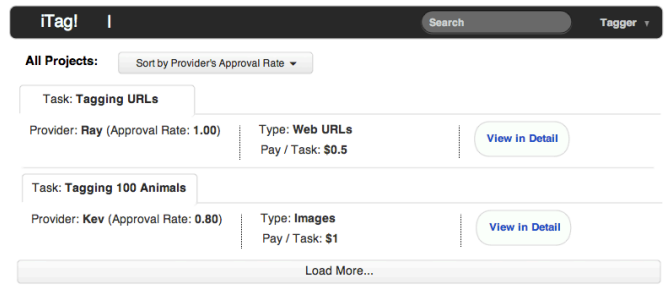 iTag! | Search Tagger
All Projects: Sort by Provider's Approval Rate
Task: Tagging URLs
Provider: Ray (Approval Rate: 1.00) Type: Web URLs View in Detail
Pay / Task: $0.5
Task: Tagging 100 Animals
Provider: Kev (Approval Rate: 0.80) Type: Images View in Detail
Pay / Task: $1
Load More...